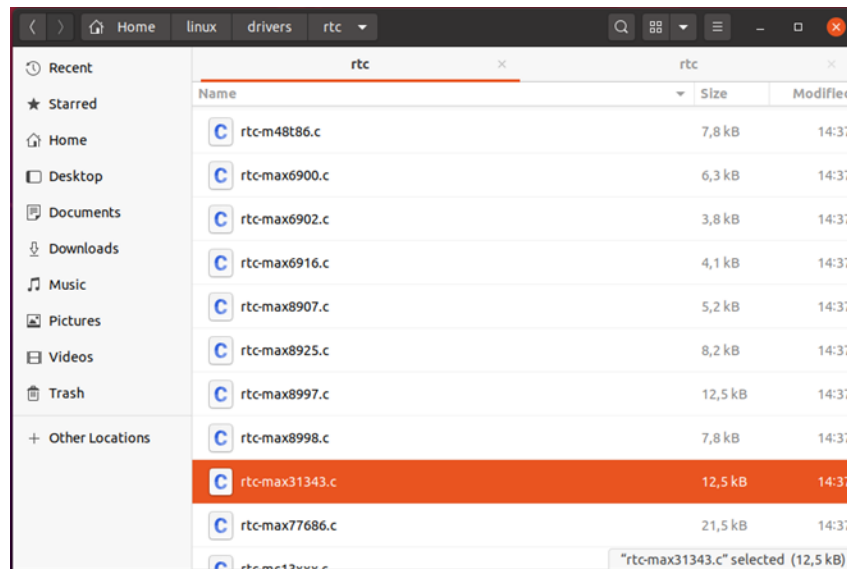 Home linux drivers rtc
Recent
Starred
Home
Desktop
Documents
Downloads
Music
Pictures
Videos
Trash
Other Locations
rtc rtc
Name Size Modified
rtc-m48t86.c 7,8 kB 14:37
rtc-max6900.c 6,3 kB 14:37
rtc-max6902.c 3,8 kB 14:37
rtc-max6916.c 4,1 kB 14:37
rtc-max8907.c 5,2 kB 14:37
rtc-max8925.c 8,2 kB 14:37
rtc-max8997.c 12,5 kB 14:37
rtc-max8998.c 7,8 kB 14:37
rtc-max31343.c 12,5 kB 14:37
rtc-max77686.c 21,5 kB 14:37
rtc-mc13xxx.c
"rtc-max31343.c" selected (12,5 kB)